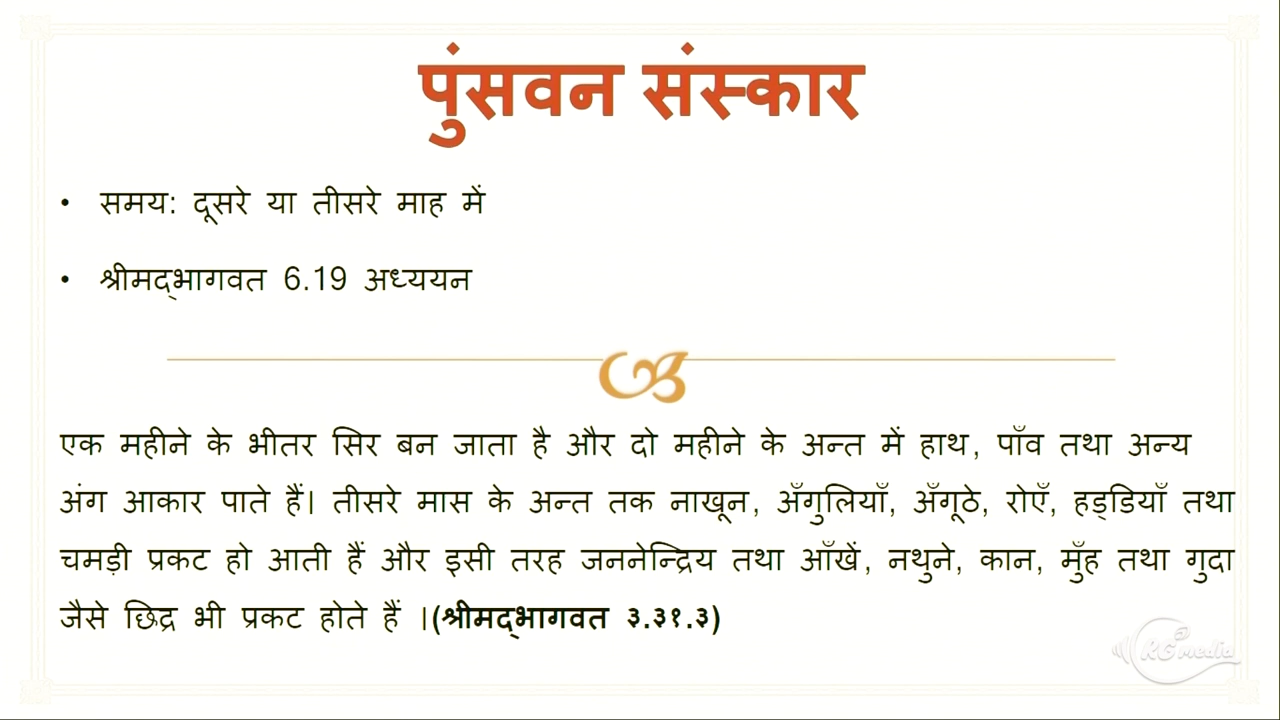 पुंसवन संस्कार
• समय: दूसरे या तीसरे माह में
• श्रीमद्भागवत 6.19 अध्ययन
एक महीने के भीतर सिर बन जाता है और दो महीने के अन्त में हाथ, पाँव तथा अन्य
अंग आकार पाते हैं। तीसरे मास के अन्त तक नाखून, अँगुलियाँ, अँगूठे, रोएँ, हड्डियाँ तथा
चमड़ी प्रकट हो आती हैं और इसी तरह जननेन्द्रिय तथा आँखें, नथुने, कान, मुँह तथा गुदा
जैसे छिद्र भी प्रकट होते हैं ।(श्रीमद्भागवत ३.३१.३)
RG media